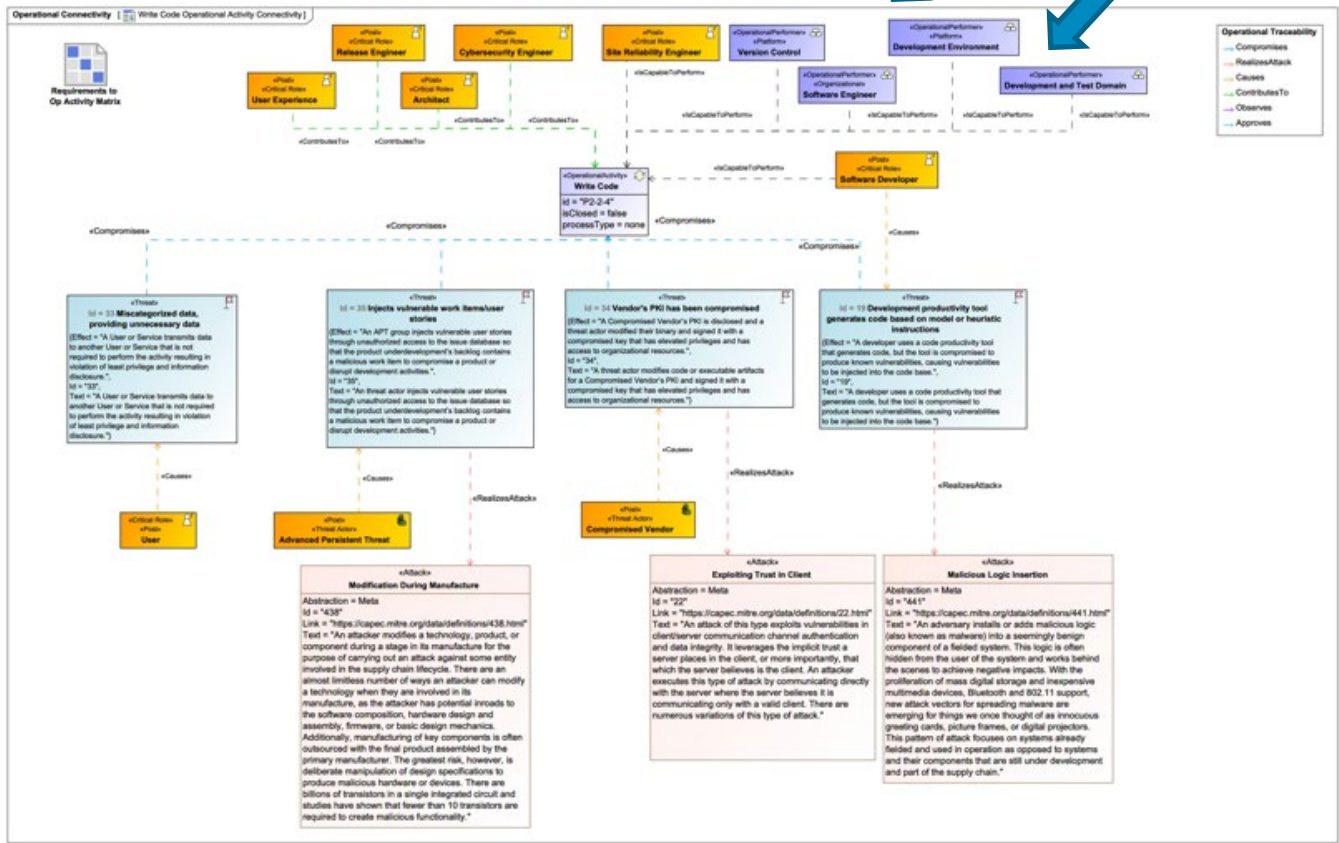 Operational Connectivity [ Write Code Operational Activity Connectivity]
Requirements to
Op Activity Matrix
«Post»
«Critical Role»
Release Engineer
«Post»
«Critical Role»
Cybersecurity Engineer
«Post»
«Critical Role»
Site Reliability Engineer
«OperationalPerformer»
«Platform»
Version Control
«OperationalPerformer»
«Platform»
Development Environment
«Post»
«Critical Role»
User Experience
«Post»
«Critical Role»
Architect
«OperationalPerformer»
«Organizational»
Software Engineer
«OperationalPerformer»
Development and Test Domain
Operational Traceability
Compromises
RealizesAttack
Causes
ContributesTo
Observes
Approves
«IsCapableToPerform»
«ContributesTo»
«ContributesTo»
«IsCapableToPerform»
«IsCapableToPerform»
«IsCapableToPerform»
«IsCapableToPerform»
«ContributesTo»
«ContributesTo»
«OperationalActivity»
Write Code
id = "P2-2-4"
isClosed = false
processType = none
«IsCapableToPerform»
«Post»
«Critical Role»
Software Developer
«Compromises»
«Compromises»
«Compromises»
«Compromises»
«Causes»
«Threat»
Id = 33 Miscategorized data,
providing unnecessary data
{Effect = "A User or Service transmits data
to another User or Service that is not
required to perform the activity resulting in
violation of least privilege and information
disclosure.",
Id = "33",
Text = "A User or Service transmits data to
another User or Service that is not required
to perform the activity resulting in violation
of least privilege and information
disclosure."}
«Threat»
Id = 35 Injects vulnerable work items/user
stories
{Effect = "An APT group injects vulnerable user stories
through unauthorized access to the issue database so
that the product underdevelopment's backlog contains
a malicious work item to compromise a product or
disrupt development activities.",
Id = "35",
Text = "An threat actor injects vulnerable user stories
through unauthorized access to the issue database so
that the product underdevelopment's backlog contains
a malicious work item to compromise a product or
disrupt development activities."}
«Threat»
Id = 34 Vendor's PKI has been compromised
{Effect = "A Compromised Vendor's PKI is disclosed and a
threat actor modified their binary and signed it with a
compromised key that has elevated privileges and has
access to organizational resources.",
Id = "34",
Text = "A threat actor modifies code or executable artifacts
for a Compromised Vendor's PKI and signed it with a
compromised key that has elevated privileges and has
access to organizational resources."}
«Threat»
Id = 19 Development productivity tool
generates code based on model or heuristic
instructions
{Effect = "A developer uses a code productivity tool
that generates code, but the tool is compromised to
produce known vulnerabilities, causing vulnerabilities
to be injected into the code base.",
Id = "19",
Text = "A developer uses a code productivity tool that
generates code, but the tool is compromised to
produce known vulnerabilities, causing vulnerabilities
to be injected into the code base."}
«Causes»
«Causes»
«RealizesAttack»
«Causes»
«RealizesAttack»
«RealizesAttack»
«Critical Role»
«Post»
User
«Post»
«Threat Actor»
Advanced Persistent Threat
«Post»
«Threat Actor»
Compromised Vendor
«Attack»
Modification During Manufacture
Abstraction = Meta
Id = "438"
Link = "https://capec.mitre.org/data/definitions/438.html"
Text = "An attacker modifies a technology, product, or
component during a stage in its manufacture for the
purpose of carrying out an attack against some entity
involved in the supply chain lifecycle. There are an
almost limitless number of ways an attacker can modify
a technology when they are involved in its
manufacture, as the attacker has potential inroads to
the software composition, hardware design and
assembly, firmware, or basic design mechanics.
Additionally, manufacturing of key components is often
outsourced with the final product assembled by the
primary manufacturer. The greatest risk, however, is
deliberate manipulation of design specifications to
produce malicious hardware or devices. There are
billions of transistors in a single integrated circuit and
studies have shown that fewer than 10 transistors are
required to create malicious functionality."
«Attack»
Exploiting Trust in Client
Abstraction = Meta
Id = "22"
Link = "https://capec.mitre.org/data/definitions/22.html"
Text = "An attack of this type exploits vulnerabilities in
client/server communication channel authentication
and data integrity. It leverages the implicit trust a
server places in the client, or more importantly, that
which the server believes is the client. An attacker
executes this type of attack by communicating directly
with the server where the server believes it is
communicating only with a valid client. There are
numerous variations of this type of attack."
«Attack»
Malicious Logic Insertion
Abstraction = Meta
Id = "441"
Link = "https://capec.mitre.org/data/definitions/441.html"
Text = "An adversary installs or adds malicious logic
(also known as malware) into a seemingly benign
component of a fielded system. This logic is often
hidden from the user of the system and works behind
the scenes to achieve negative impacts. With the
proliferation of mass digital storage and inexpensive
multimedia devices, Bluetooth and 802.11 support,
new attack vectors for spreading malware are
emerging for things we once thought of as innocuous
greeting cards, picture frames, or digital projectors.
This pattern of attack focuses on systems already
fielded and used in operation as opposed to systems
and their components that are still under development
and part of the supply chain."